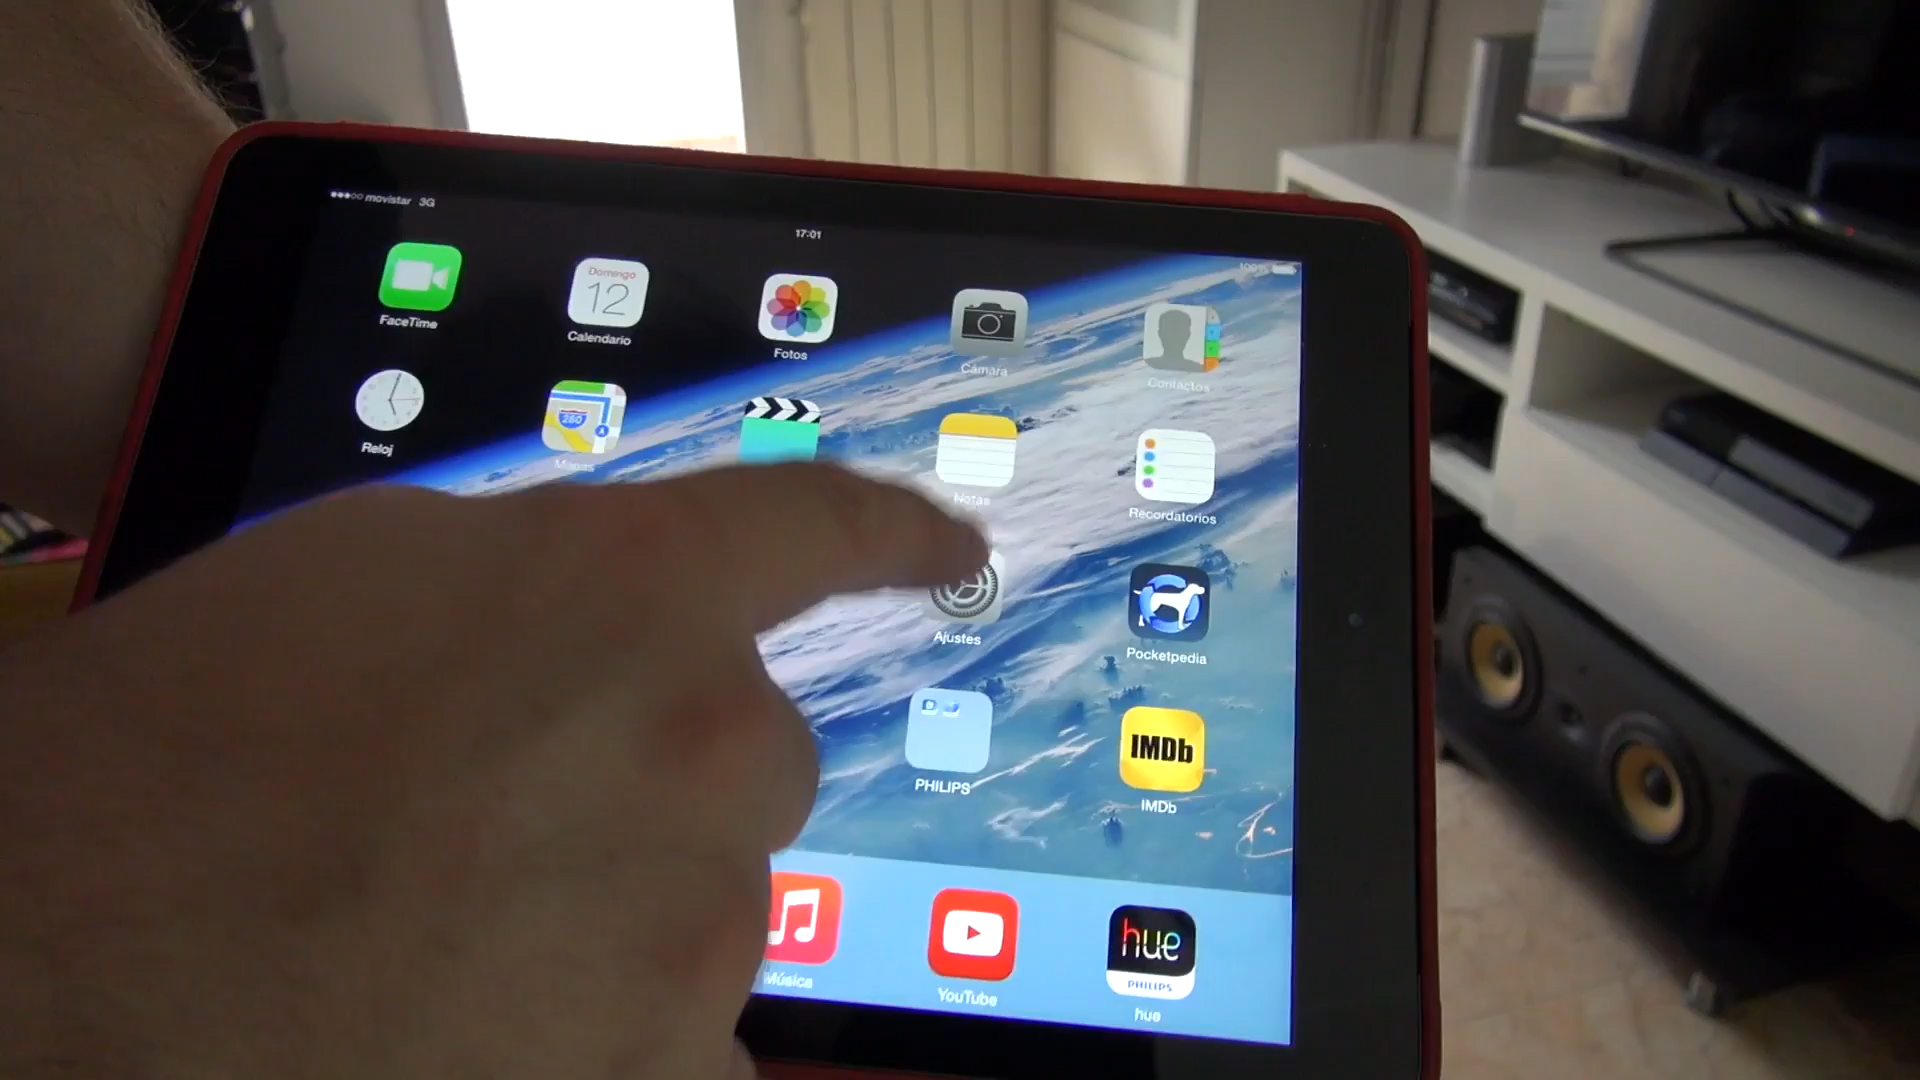 movistar 3G
17:01
100%
FaceTime
Domingo
12
Calendario
Fotos
Cámara
Contactos
Reloj
280
Mapas
Notas
Recordatorios
Ajustes
Pocketpedia
PHILIPS
IMDb
IMDb
Música
YouTube
hue
PHILIPS
hue